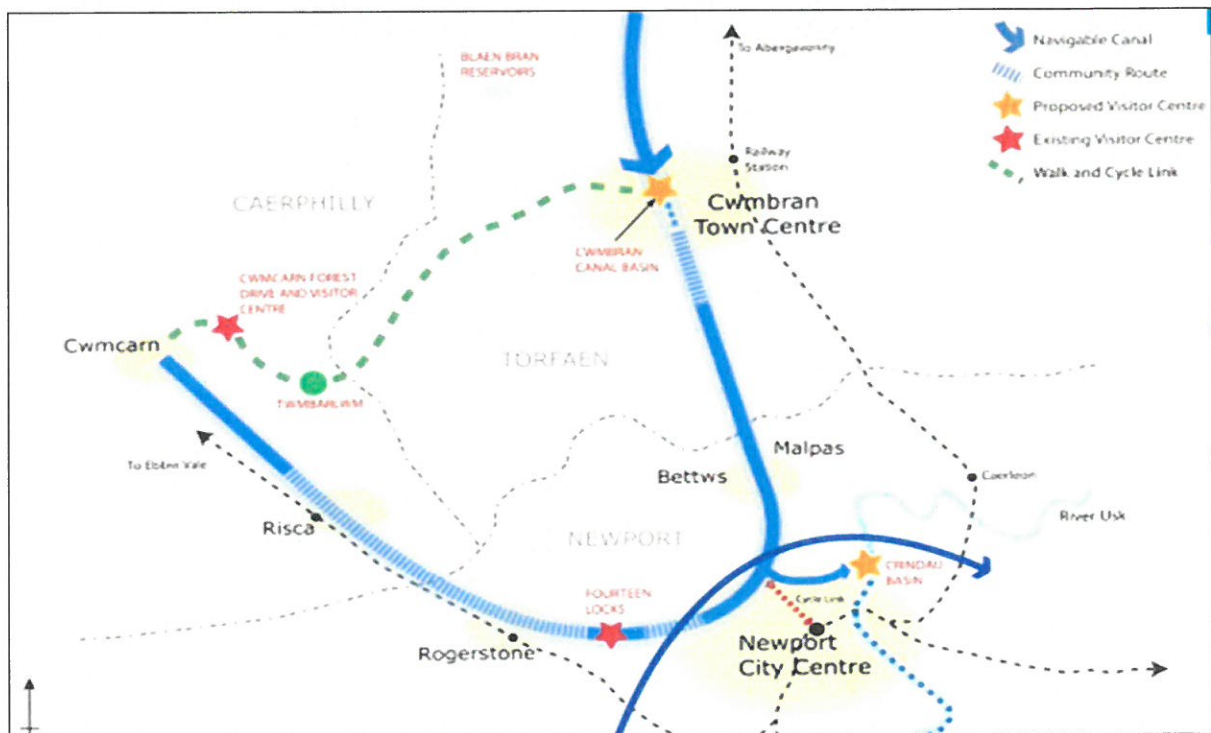 Navigable Canal
Community Route
Proposed Visitor Centre
Existing Visitor Centre
Walk and Cycle Link
To Abergavenny
BLAEN BRAN
RESERVOIRS
Railway
Station
CAERPHILLY
Cwmbran
Town Centre
CWMBRAN
CANAL BASIN
CWMCARN FOREST
DRIVE AND VISITOR
CENTRE
Cwmcarn
TORFAEN
TWMBARLWM
To Ebbw Vale
Malpas
Bettws
Caerleon
River Usk
Risca
NEWPORT
CRINDAU
BASIN
FOURTEEN
LOCKS
Cycle Link
Rogerstone
Newport
City Centre